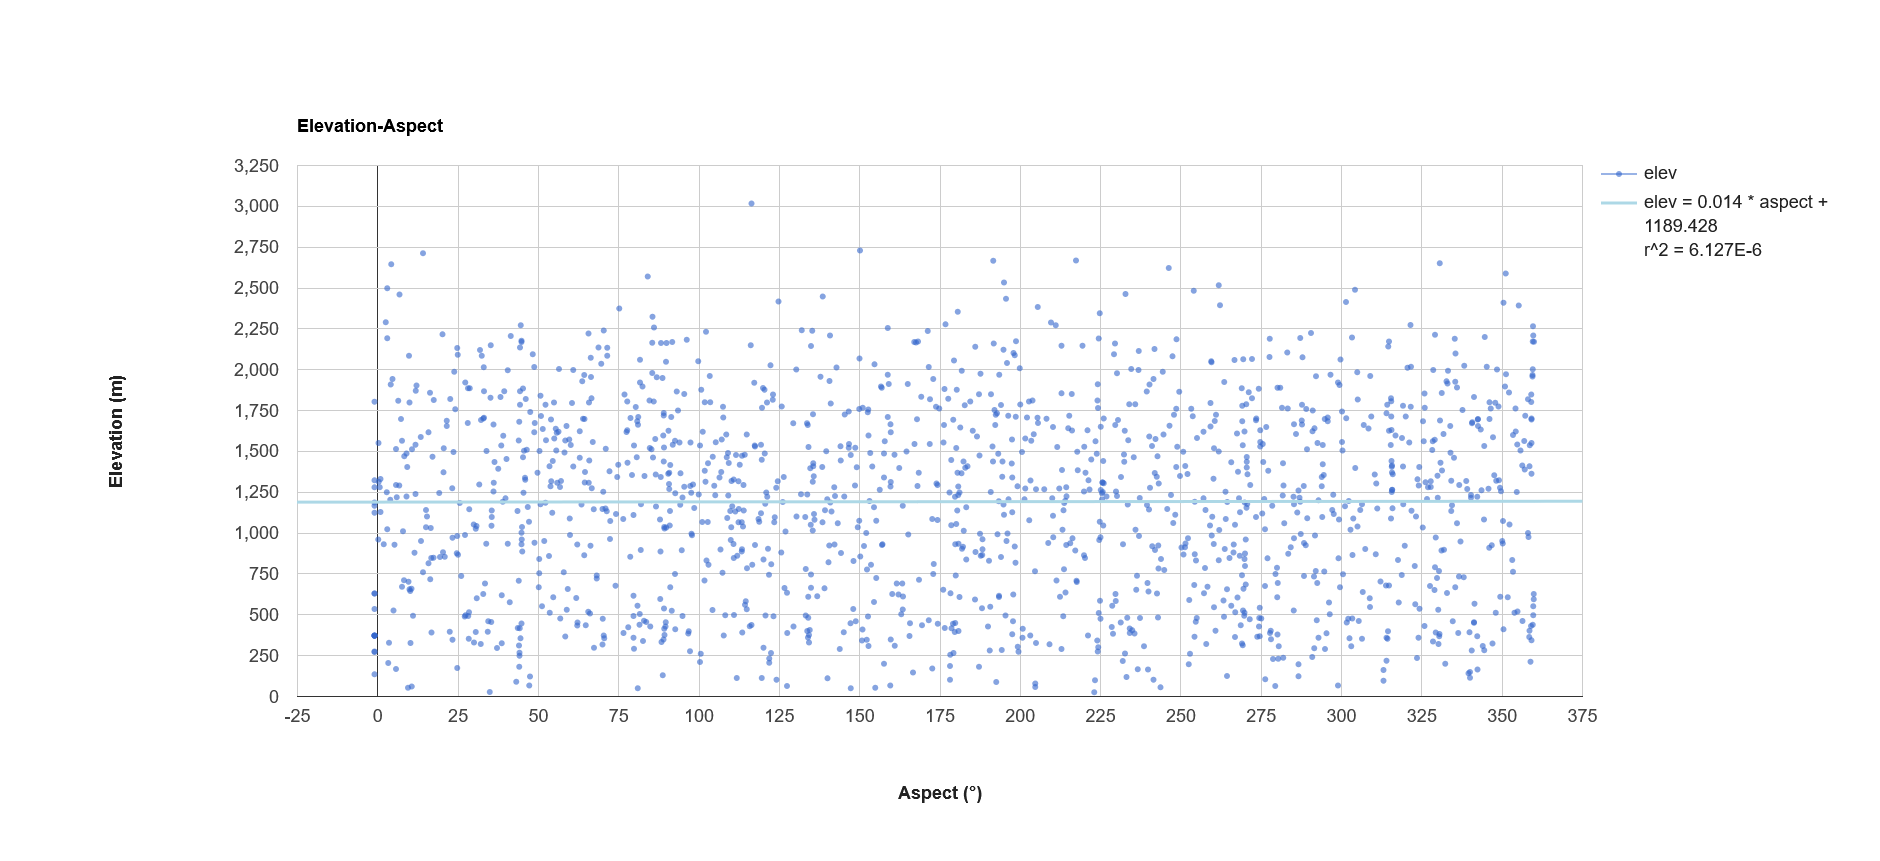 Elevation-Aspect
3,250
3,000
2,750
2,500
2,250
2,000
1,750
1,500
1,250
1,000
750
500
250
0
Elevation (m)
-25 0 25 50 75 100 125 150 175 200 225 250 275 300 325 350 375
Aspect (°)
elev
elev = 0.014 * aspect +
1189.428
r^2 = 6.127E-6